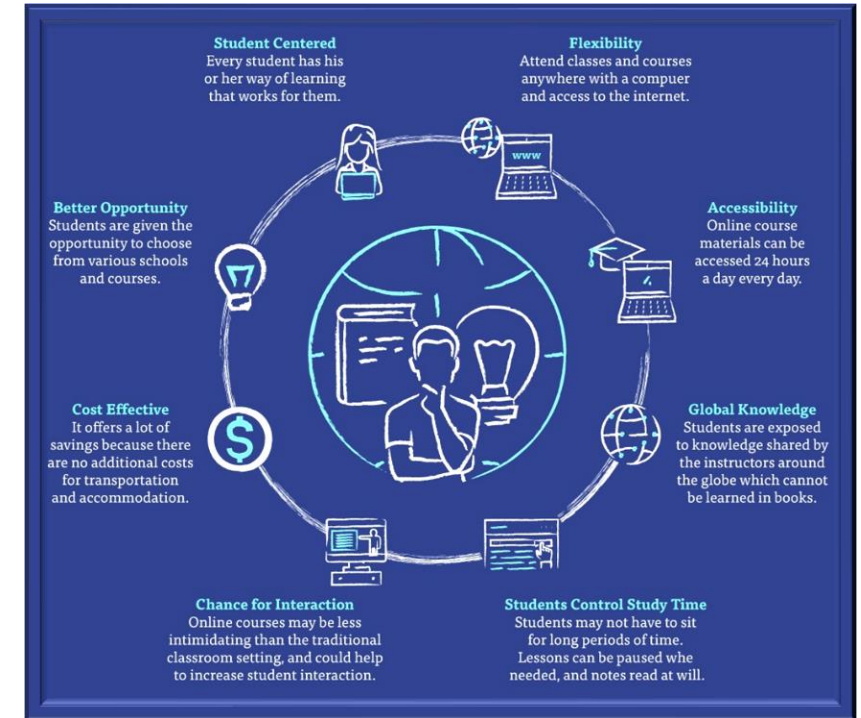 Student Centered
Every student has his
or her way of learning
that works for them.
Flexibility
Attend classes and courses
anywhere with a compuer
and access to the internet.
www
Better Opportunity
Students are given the
opportunity to choose
from various schools
and courses.
Accessibility
Online course
materials can be
accessed 24 hours
a day every day.
Cost Effective
It offers a lot of
savings because there
are no additional costs
for transportation
and accommodation.
$
Global Knowledge
Students are exposed
to knowledge shared by
the instructors around
the globe which cannot
be learned in books.
Chance for Interaction
Online courses may be less
intimidating than the traditional
classroom setting, and could help
to increase student interaction.
Students Control Study Time
Students may not have to sit
for long periods of time.
Lessons can be paused whe
needed, and notes read at will.